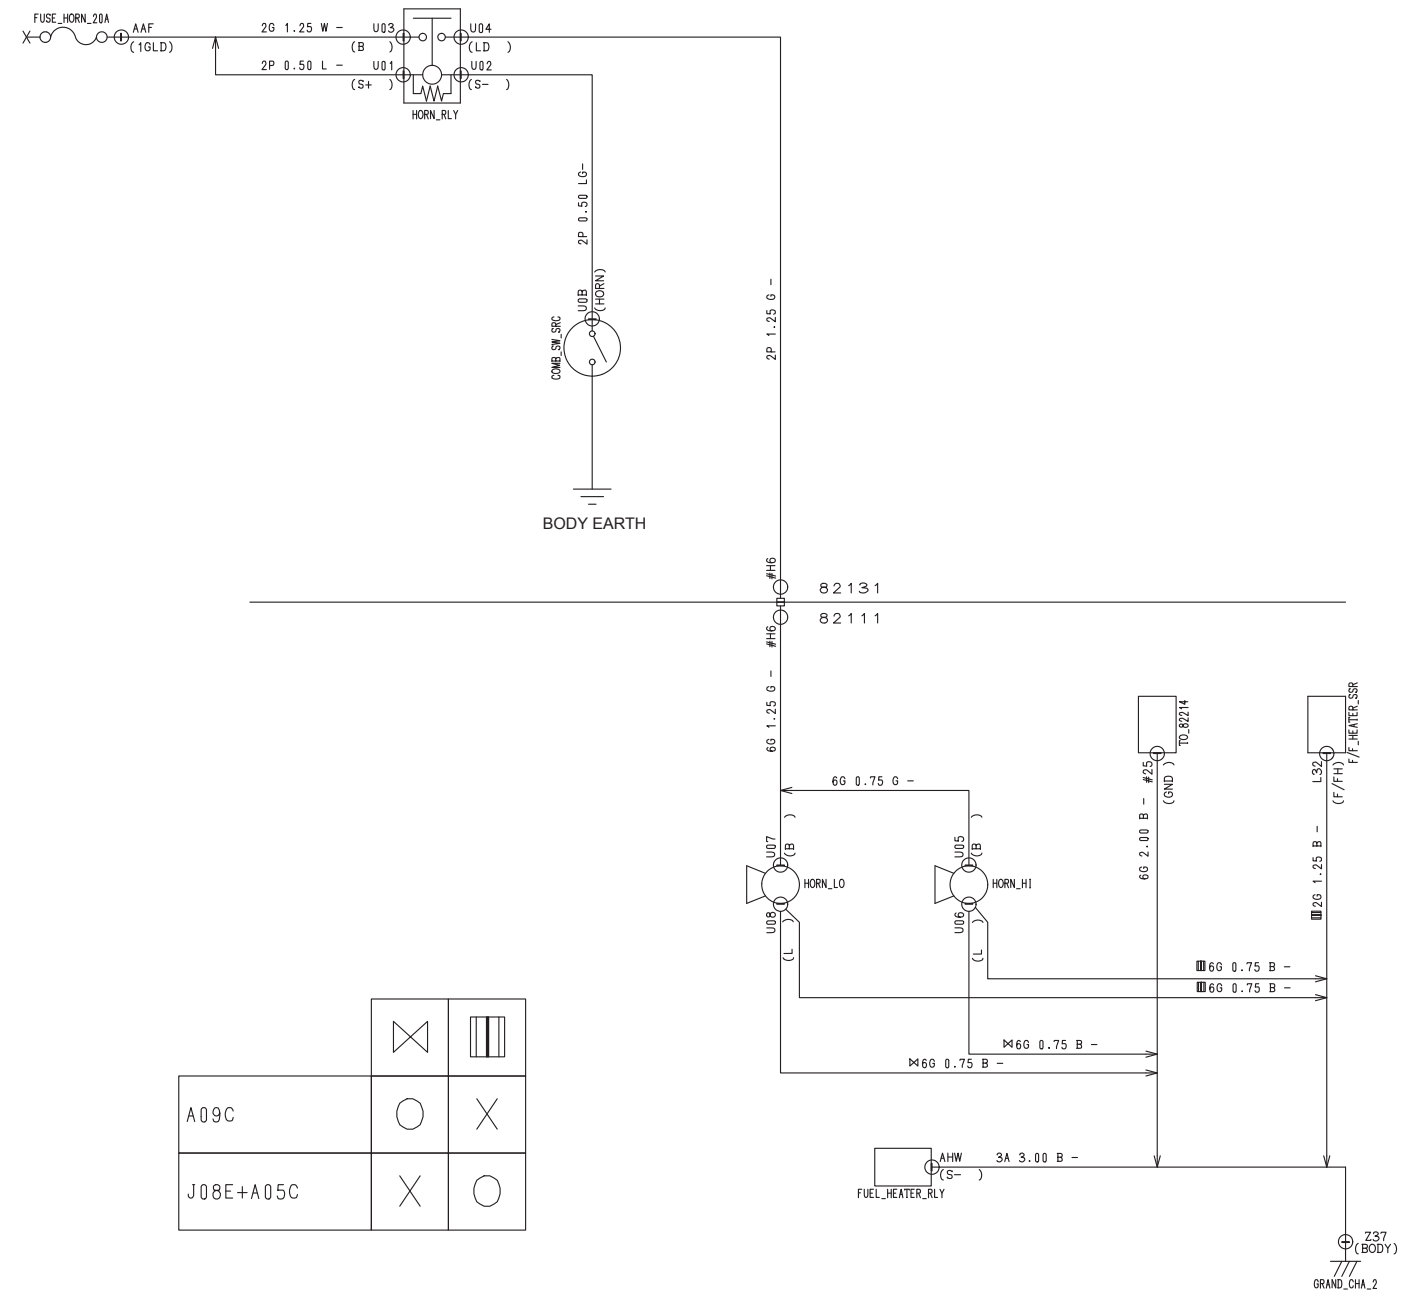 FUSE_HORN_20A
AAF
(1GLD)
2G 1.25 W -
U03
(B )
U04
(LD )
2P 0.50 L -
U01
(S+ )
U02
(S- )
HORN_RLY
2P 0.50 LG-
U0B
(HORN)
COMB_SW_SRC
BODY EARTH
2P 1.25 G -
#H6
82131
82111
#H6
6G 1.25 G -
6G 0.75 G -
U07
(B )
HORN_LO
U08
(L )
U05
(B )
HORN_HI
U06
(L )
TO_82214
#25
(GND )
6G 2.00 B -
F/F_HEATER_SSR
L32
(F/FH)
2G 1.25 B -
6G 0.75 B -
6G 0.75 B -
6G 0.75 B -
6G 0.75 B -
A09C
O
X
J08E+A05C
X
O
AHW
(S- )
3A 3.00 B -
FUEL_HEATER_RLY
Z37
(BODY)
GRAND_CHA_2